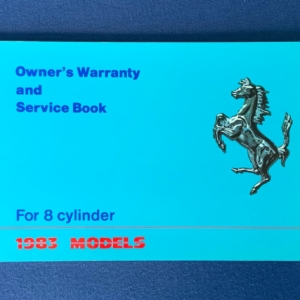 Owner's Warranty
and
Service Book
For 8 cylinder
1983 MODELS